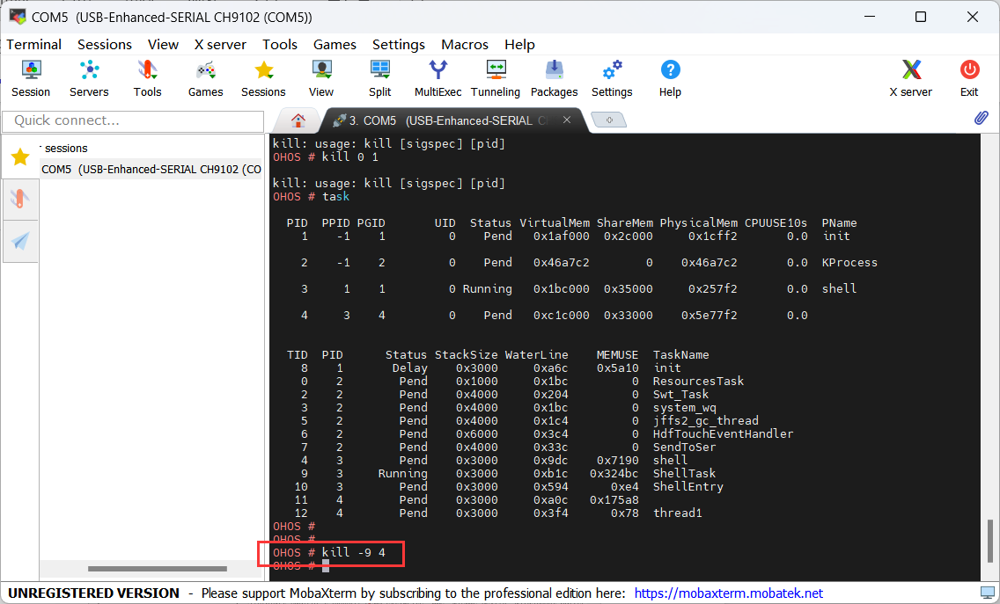 COM5 (USB-Enhanced-SERIAL CH9102 (COM5))
Terminal Sessions View X server Tools Games Settings Macros Help
Session Servers Tools Games Sessions View Split MultiExec Tunneling Packages Settings Help X server Exit
Quick connect...
3. COM5 (USB-Enhanced-SERIAL
sessions
COM5 (USB-Enhanced-SERIAL CH9102 (CO
kill: usage: kill [sigspec] [pid]
OHOS # kill 0 1
kill: usage: kill [sigspec] [pid]
OHOS # task
PID PPID PGID UID Status VirtualMem ShareMem PhysicalMem CPUUSE10s PName
1 -1 1 0 Pend 0x1af000 0x2c000 0x1cff2 0.0 init
2 -1 2 0 Pend 0x46a7c2 0 0x46a7c2 0.0 KProcess
3 1 1 0 Running 0x1bc000 0x35000 0x257f2 0.0 shell
4 3 4 0 Pend 0xc1c000 0x33000 0x5e77f2 0.0
TID PID Status StackSize WaterLine MEMUSE TaskName
8 1 Delay 0x3000 0xa6c 0x5a10 init
0 2 Pend 0x1000 0x1bc 0 ResourcesTask
2 2 Pend 0x4000 0x204 0 Swt_Task
3 2 Pend 0x4000 0x1bc 0 system_wq
5 2 Pend 0x4000 0x1c4 0 jffs2_gc_thread
6 2 Pend 0x6000 0x3c4 0 HdfTouchEventHandler
7 2 Pend 0x4000 0x33c 0 SendToSer
4 3 Pend 0x3000 0x9dc 0x7190 shell
9 3 Running 0x3000 0xb1c 0x324bc ShellTask
10 3 Pend 0x3000 0x594 0xe4 ShellEntry
11 4 Pend 0x3000 0xa0c 0x175a8
12 4 Pend 0x3000 0x3f4 0x78 thread1
OHOS #
OHOS #
OHOS # kill -9 4
OHOS #
UNREGISTERED VERSION - Please support MobaXterm by subscribing to the professional edition here: https://mobaxterm.mobatek.net